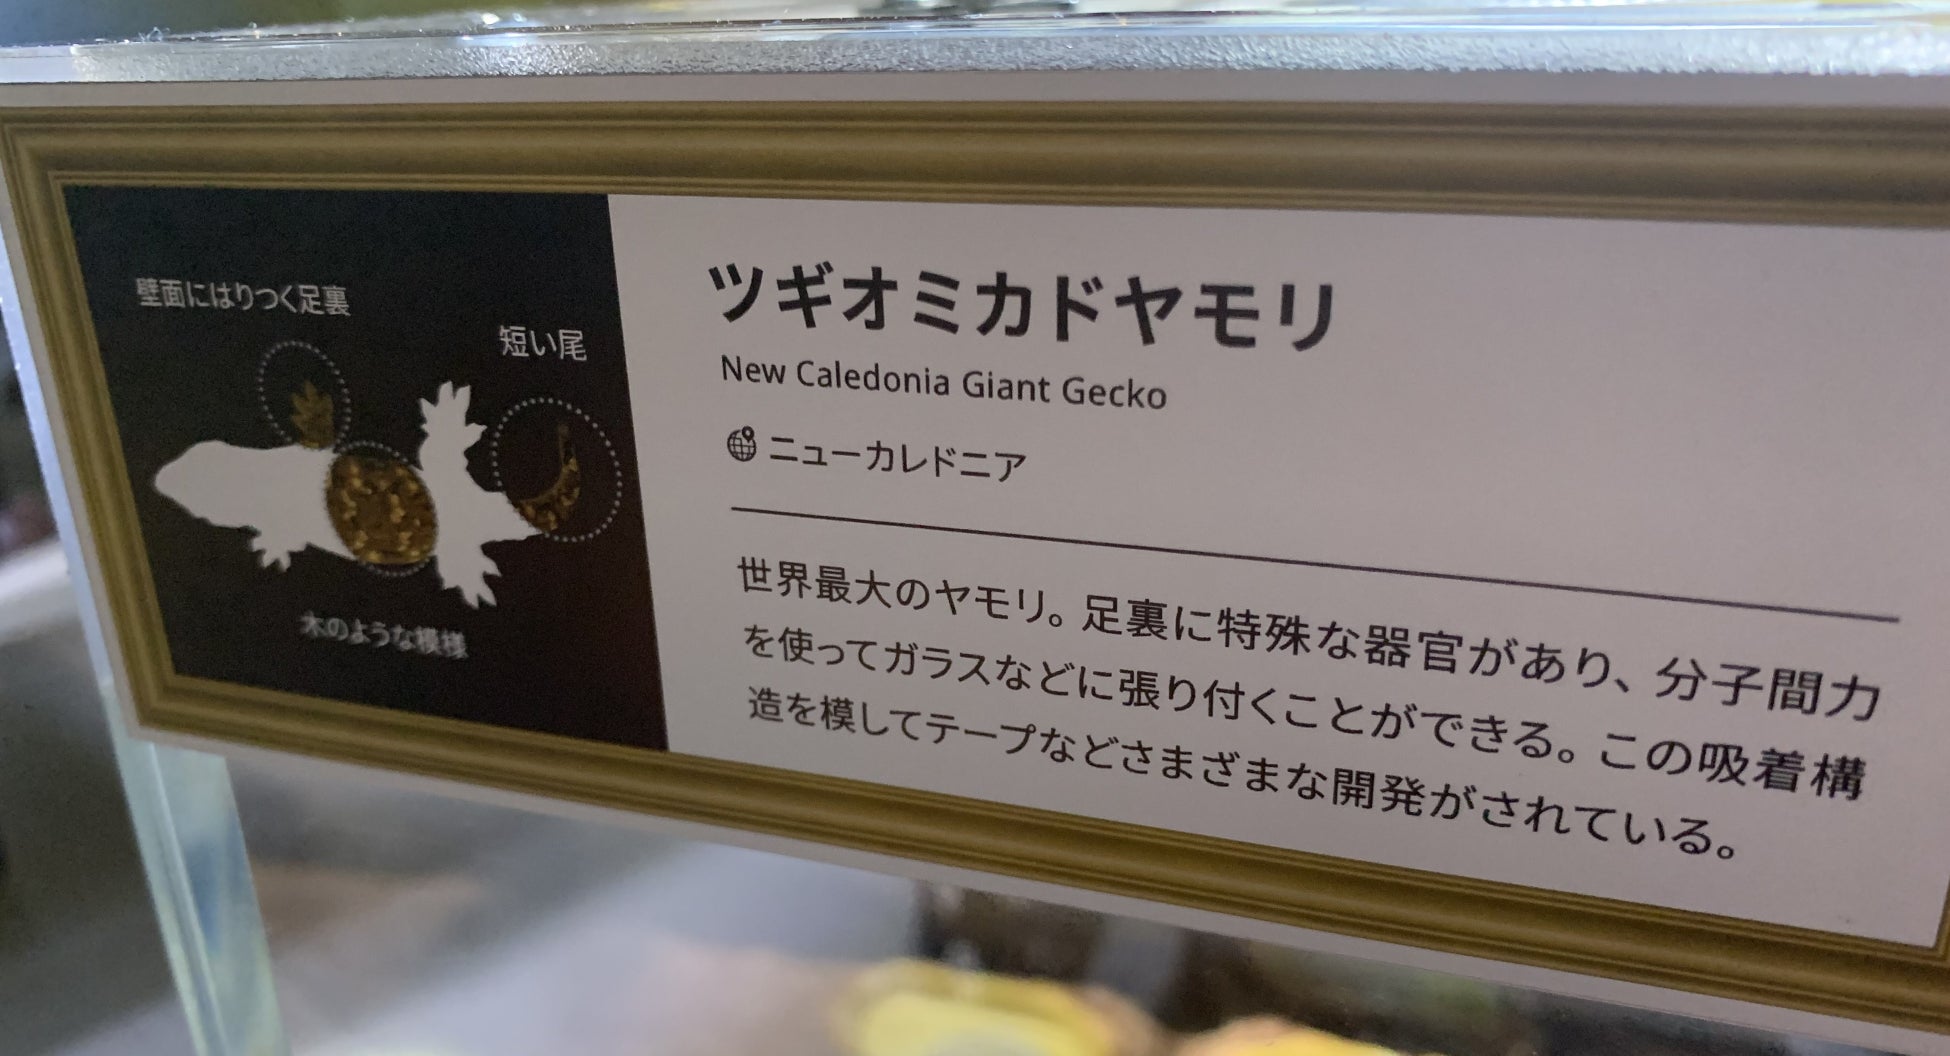 壁面にはりつく足裏
短い尾
木のような模様
ツギオミカドヤモリ
New Caledonia Giant Gecko
ニューカレドニア
世界最大のヤモリ。足裏に特殊な器官があり、分子間力
を使ってガラスなどに張り付くことができる。この吸着構
造を模してテープなどさまざまな開発がされている。